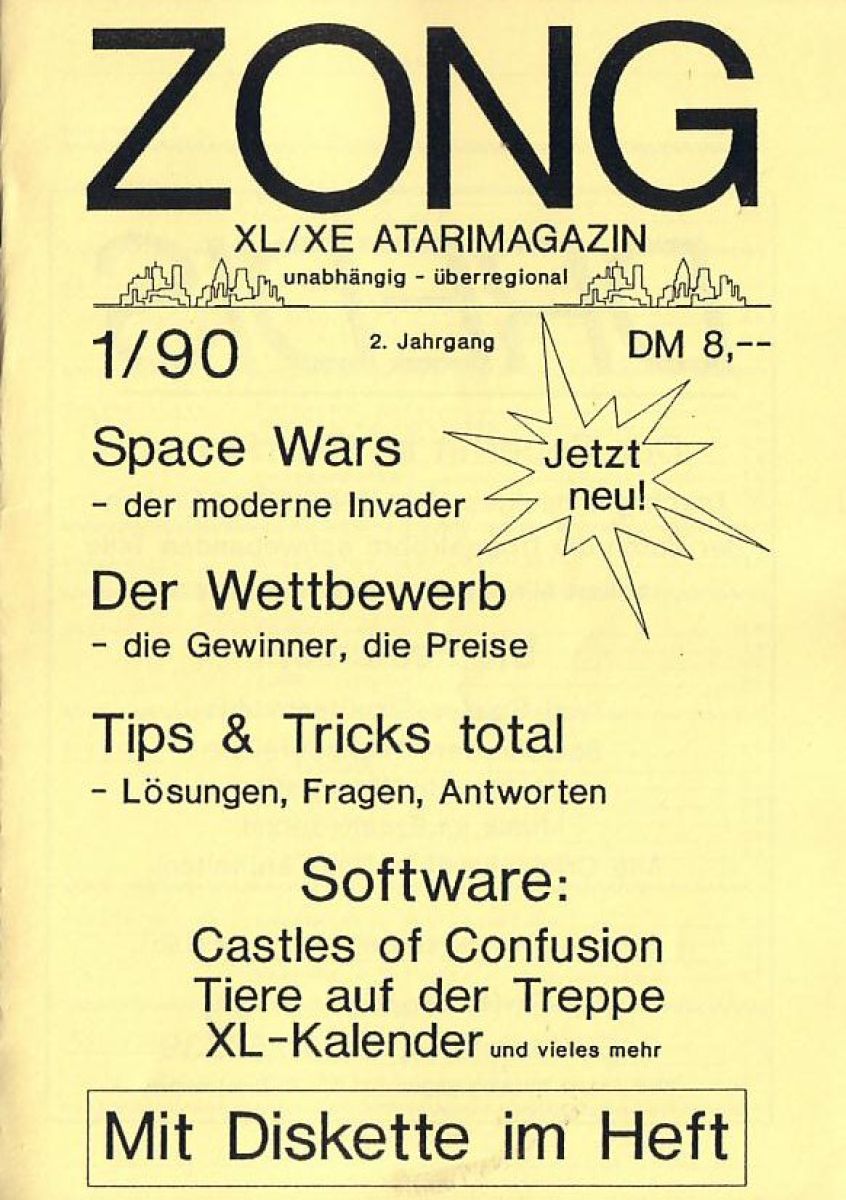 ZONG
XL/XE ATARIMAGAZIN
unabhängig - überregional
1/90
2. Jahrgang
DM 8,--
Space Wars
- der moderne Invader
Jetzt
neu!
Der Wettbewerb
- die Gewinner, die Preise
Tips & Tricks total
- Lösungen, Fragen, Antworten
Software:
Castles of Confusion
Tiere auf der Treppe
XL-Kalender und vieles mehr
Mit Diskette im Heft